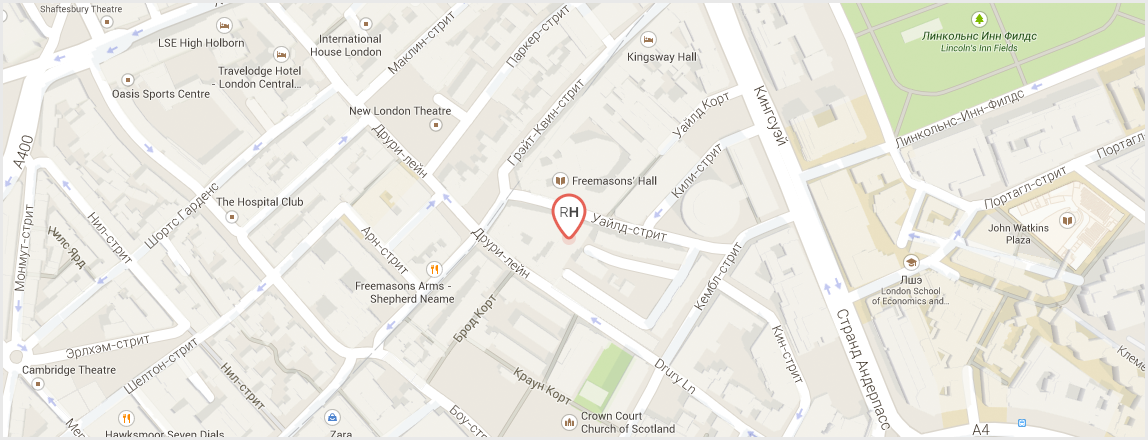 Shaftesbury Theatre
LSE High Holborn
International
House London
Маклин-стрит
Паркер-стрит
Kingsway Hall
Линкольнс Инн Филдс
Lincoln's Inn Fields
Travelodge Hotel
- London Central...
Oasis Sports Centre
New London Theatre
Друри-лейн
Грэйт-Квин-стрит
Уайлд Корт
Кингсуэй
Линкольнс-Инн-Филдс
A400
Шортс Гарденс
The Hospital Club
Freemasons' Hall
Кили-стрит
Портагл-стрит
Портагл-стрит
RH
Уайлд-стрит
John Watkins
Plaza
Монмут-стрит
Нилс Ярд
Нил-стрит
Арн-стрит
Друри-лейн
Freemasons Arms -
Shepherd Neame
Кембл-стрит
Лшэ
London School
of Economics and...
Брод Корт
Эрлхэм-стрит
Шелтон-стрит
Cambridge Theatre
Нил-стрит
Краун Корт
Drury Ln
Кин-стрит
Странд Андерпасс
Hawksmoor Seven Dials
Zara
Боу-
Crown Court
Church of Scotland
A4